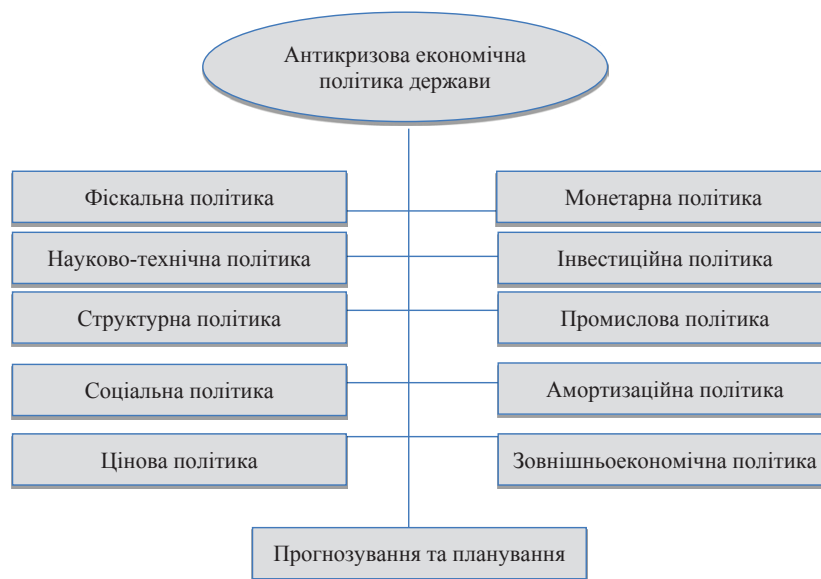 Антикризова економічна
політика держави
Фіскальна політика
Монетарна політика
Науково-технічна політика
Інвестиційна політика
Структурна політика
Промислова політика
Соціальна політика
Амортизаційна політика
Цінова політика
Зовнішньоекономічна політика
Прогнозування та планування